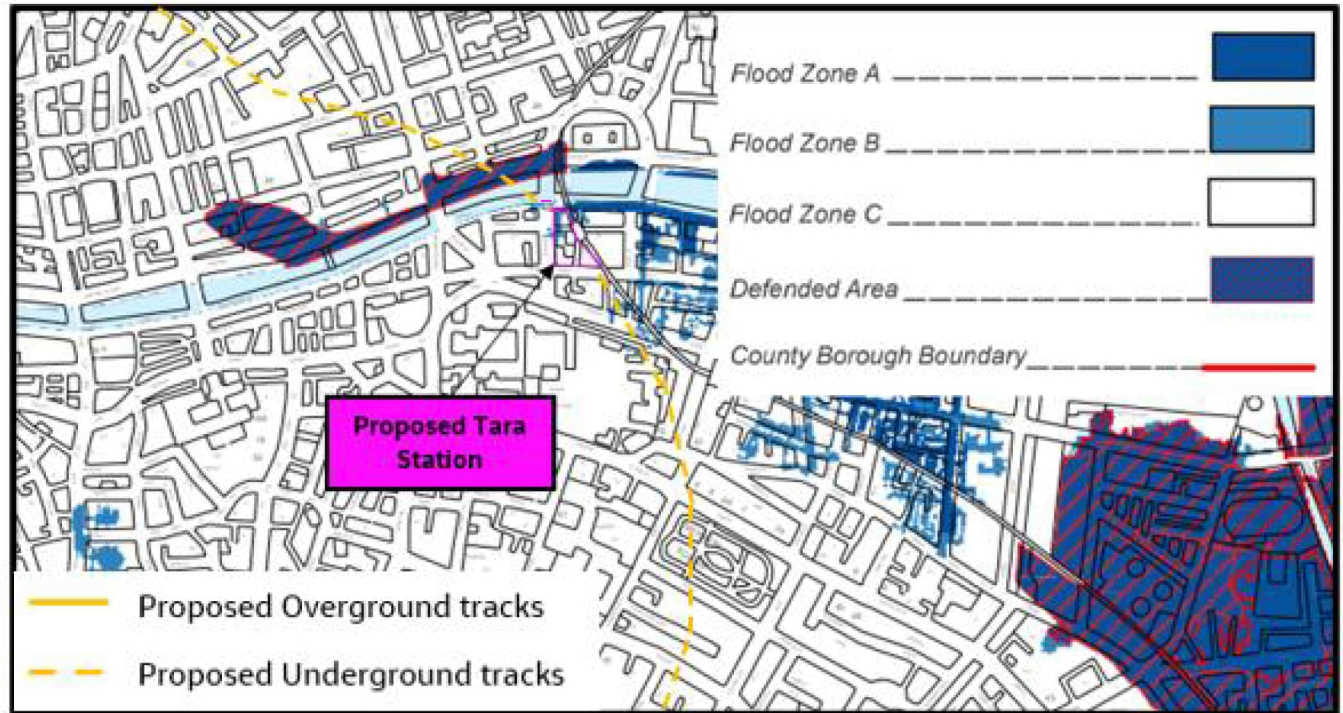 Flood Zone A
Flood Zone B
Flood Zone C
Defended Area
County Borough Boundary
Proposed Tara
Station
Proposed Overground tracks
Proposed Underground tracks